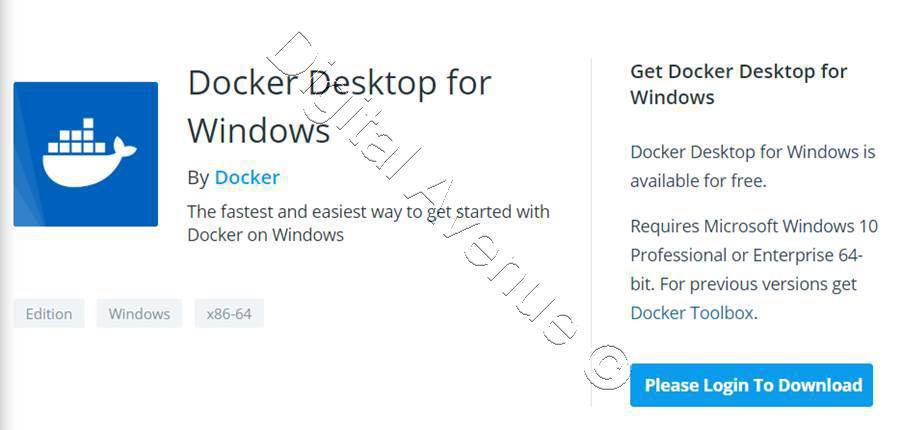 Docker Desktop for
Windows
By Docker
The fastest and easiest way to get started with
Docker on Windows
Edition
Windows
x86-64
Get Docker Desktop for
Windows
Docker Desktop for Windows is
available for free.
Requires Microsoft Windows 10
Professional or Enterprise 64-
bit. For previous versions get
Docker Toolbox.
Please Login To Download
Digital Avenue ©